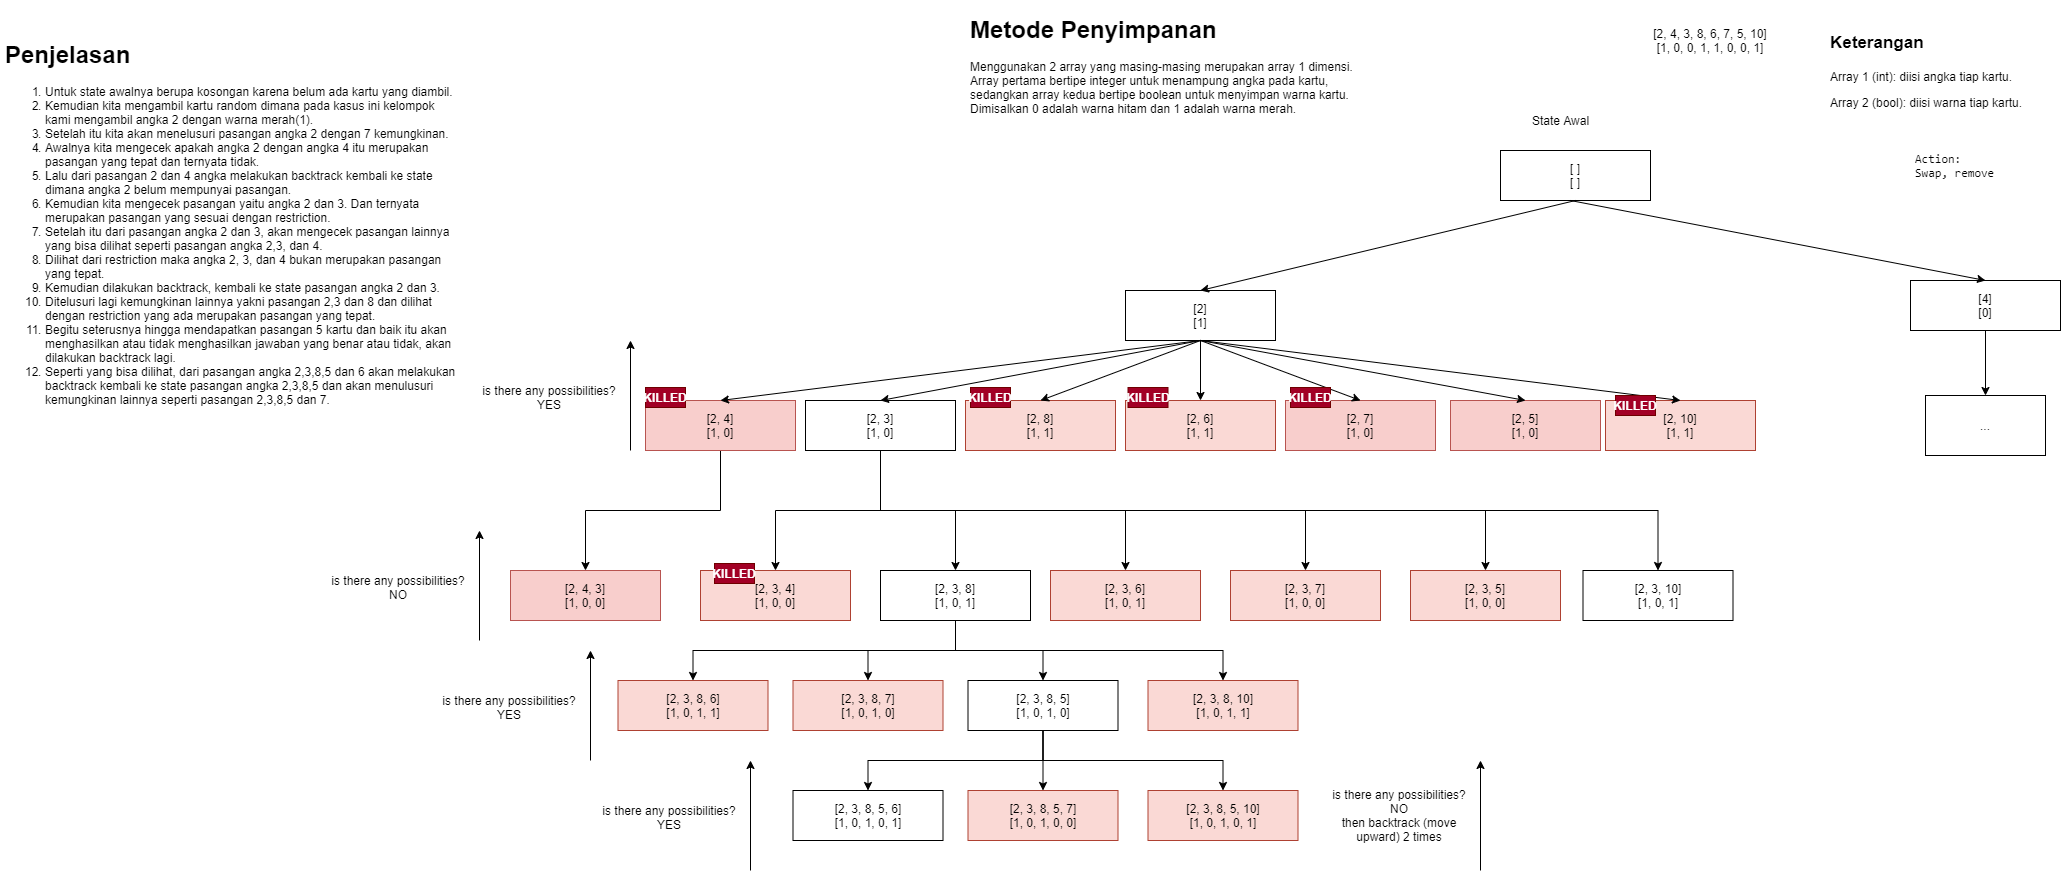 Penjelasan
1. Untuk state awalnya berupa kosongan karena belum ada kartu yang diambil.
2. Kemudian kita mengambil kartu random dimana pada kasus ini kelompok
kami mengambil angka 2 dengan warna merah(1).
3. Setelah itu kita akan menelusuri pasangan angka 2 dengan 7 kemungkinan.
4. Awalnya kita mengecek apakah angka 2 dengan angka 4 itu merupakan
pasangan yang tepat dan ternyata tidak.
5. Lalu dari pasangan 2 dan 4 angka melakukan backtrack kembali ke state
dimana angka 2 belum mempunyai pasangan.
6. Kemudian kita mengecek pasangan yaitu angka 2 dan 3. Dan ternyata
merupakan pasangan yang sesuai dengan restriction.
7. Setelah itu dari pasangan angka 2 dan 3, akan mengecek pasangan lainnya
yang bisa dilihat seperti pasangan angka 2,3, dan 4.
8. Dilihat dari restriction maka angka 2, 3, dan 4 bukan merupakan pasangan
yang tepat.
9. Kemudian dilakukan backtrack, kembali ke state pasangan angka 2 dan 3.
10. Ditelusuri lagi kemungkinan lainnya yakni pasangan 2,3 dan 8 dan dilihat
dengan restriction yang ada merupakan pasangan yang tepat.
11. Begitu seterusnya hingga mendapatkan pasangan 5 kartu dan baik itu akan
menghasilkan atau tidak menghasilkan jawaban yang benar atau tidak, akan
dilakukan backtrack lagi.
12. Seperti yang bisa dilihat, dari pasangan angka 2,3,8,5 dan 6 akan melakukan
backtrack kembali ke state pasangan angka 2,3,8,5 dan akan menulusuri
kemungkinan lainnya seperti pasangan 2,3,8,5 dan 7.
Metode Penyimpanan
Menggunakan 2 array yang masing-masing merupakan array 1 dimensi.
Array pertama bertipe integer untuk menampung angka pada kartu,
sedangkan array kedua bertipe boolean untuk menyimpan warna kartu.
Dimisalkan 0 adalah warna hitam dan 1 adalah warna merah.
[2, 4, 3, 8, 6, 7, 5, 10]
[1, 0, 0, 1, 1, 0, 0, 1]
Keterangan
Array 1 (int): diisi angka tiap kartu.
Array 2 (bool): diisi warna tiap kartu.
Action:
Swap, remove
State Awal
[ ]
[ ]
[2]
[1]
[4]
[0]
is there any possibilities?
YES
KILLED
[2, 4]
[1, 0]
[2, 3]
[1, 0]
KILLED
[2, 8]
[1, 1]
KILLED
[2, 6]
[1, 1]
KILLED
[2, 7]
[1, 0]
[2, 5]
[1, 0]
KILLED
[2, 10]
[1, 1]
...
is there any possibilities?
NO
[2, 4, 3]
[1, 0, 0]
KILLED
[2, 3, 4]
[1, 0, 0]
[2, 3, 8]
[1, 0, 1]
[2, 3, 6]
[1, 0, 1]
[2, 3, 7]
[1, 0, 0]
[2, 3, 5]
[1, 0, 0]
[2, 3, 10]
[1, 0, 1]
is there any possibilities?
YES
[2, 3, 8, 6]
[1, 0, 1, 1]
[2, 3, 8, 7]
[1, 0, 1, 0]
[2, 3, 8, 5]
[1, 0, 1, 0]
[2, 3, 8, 10]
[1, 0, 1, 1]
is there any possibilities?
YES
[2, 3, 8, 5, 6]
[1, 0, 1, 0, 1]
[2, 3, 8, 5, 7]
[1, 0, 1, 0, 0]
[2, 3, 8, 5, 10]
[1, 0, 1, 0, 1]
is there any possibilities?
NO
then backtrack (move
upward) 2 times